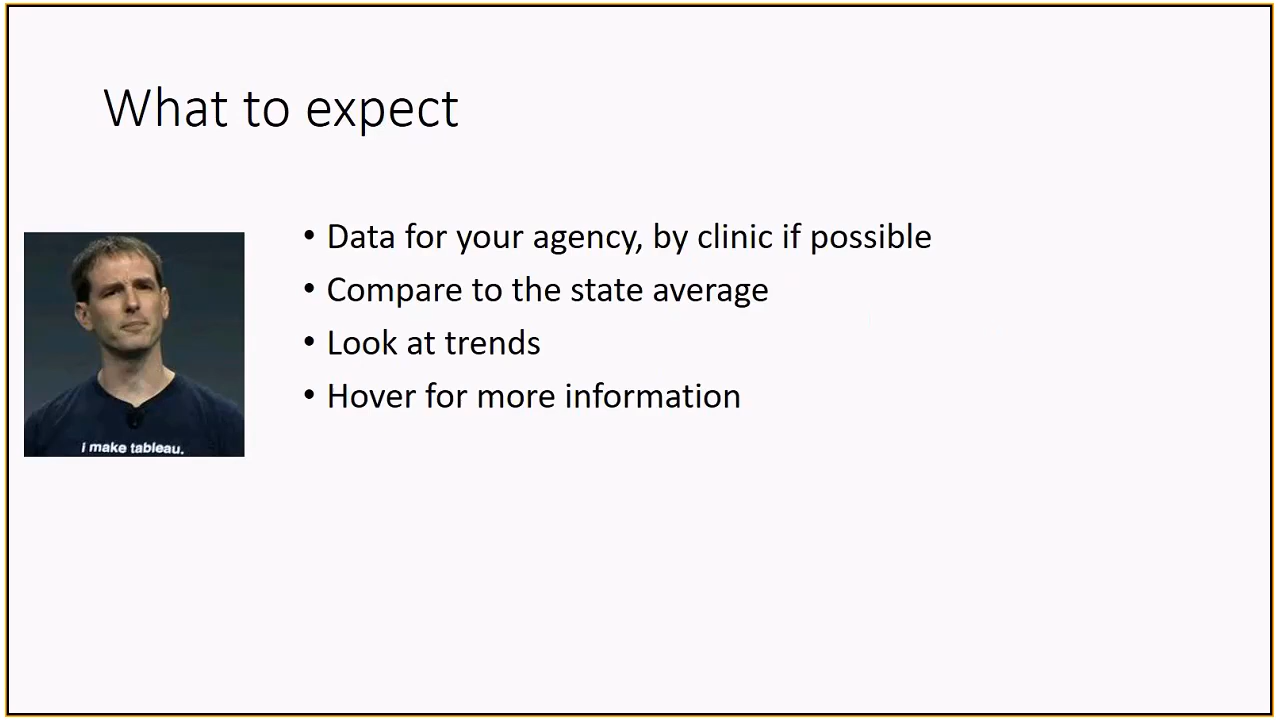 What to expect
• Data for your agency, by clinic if possible
• Compare to the state average
• Look at trends
• Hover for more information
i make tableau.